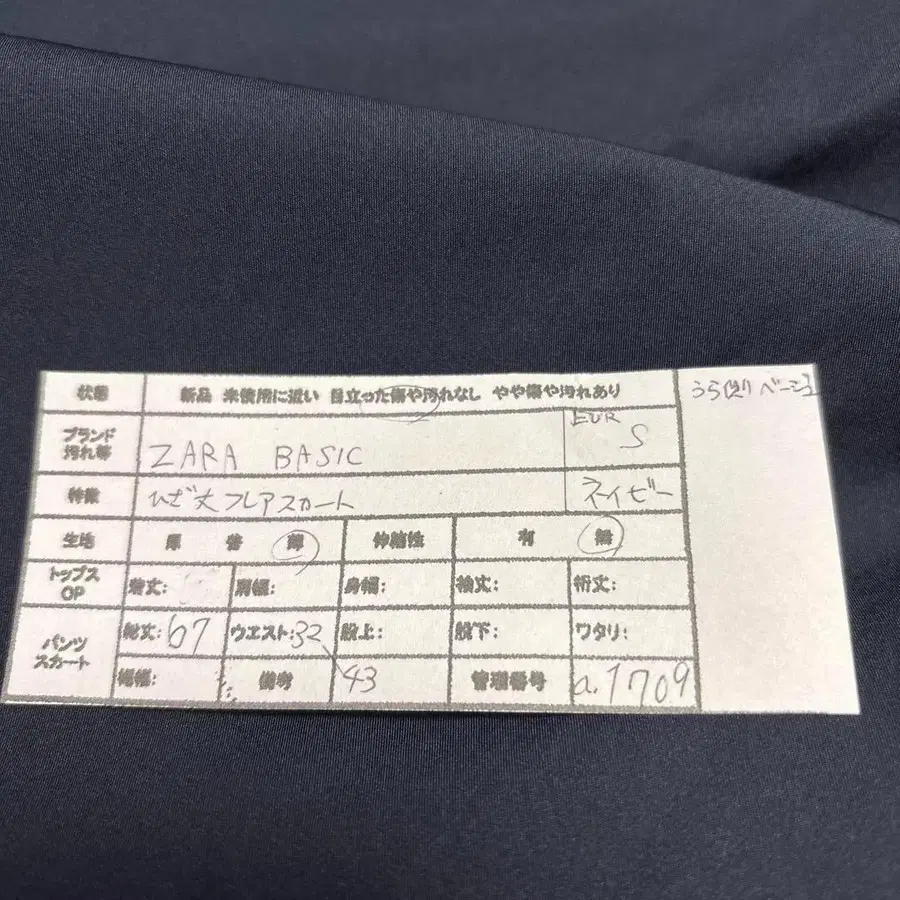 状態 新品 未使用に近い 目立った傷や汚れなし やや傷や汚れあり
うら(えり ベージュ
ブランド 汚れ等 ZARA BASIC EUR S
特徴 ひざ丈フレアスカート ネイビー
生地 厚 普 薄 伸縮性 有 無
トップス OP 着丈: 肩幅: 身幅: 袖丈: 裄丈:
パンツ スカート 総丈:67 ウエスト:32 股上: 股下: ワタリ:
裾幅: 備考 43 管理番号 a.1709